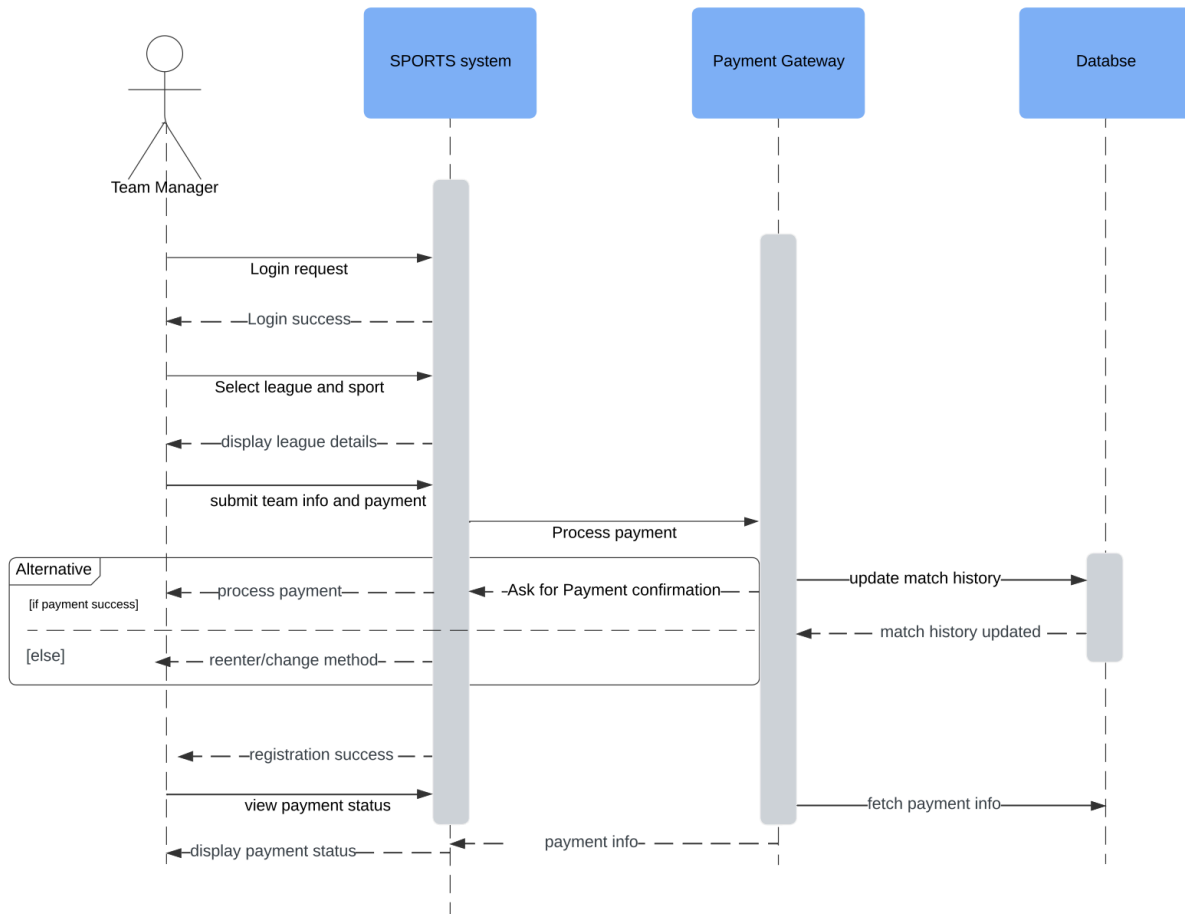 SPORTS system
Payment Gateway
Databse
Team Manager
Login request
Login success
Select league and sport
display league details
submit team info and payment
Process payment
Alternative
update match history
process payment
Ask for Payment confirmation
[if payment success]
match history updated
[else]
reenter/change method
registration success
view payment status
fetch payment info
payment info
display payment status